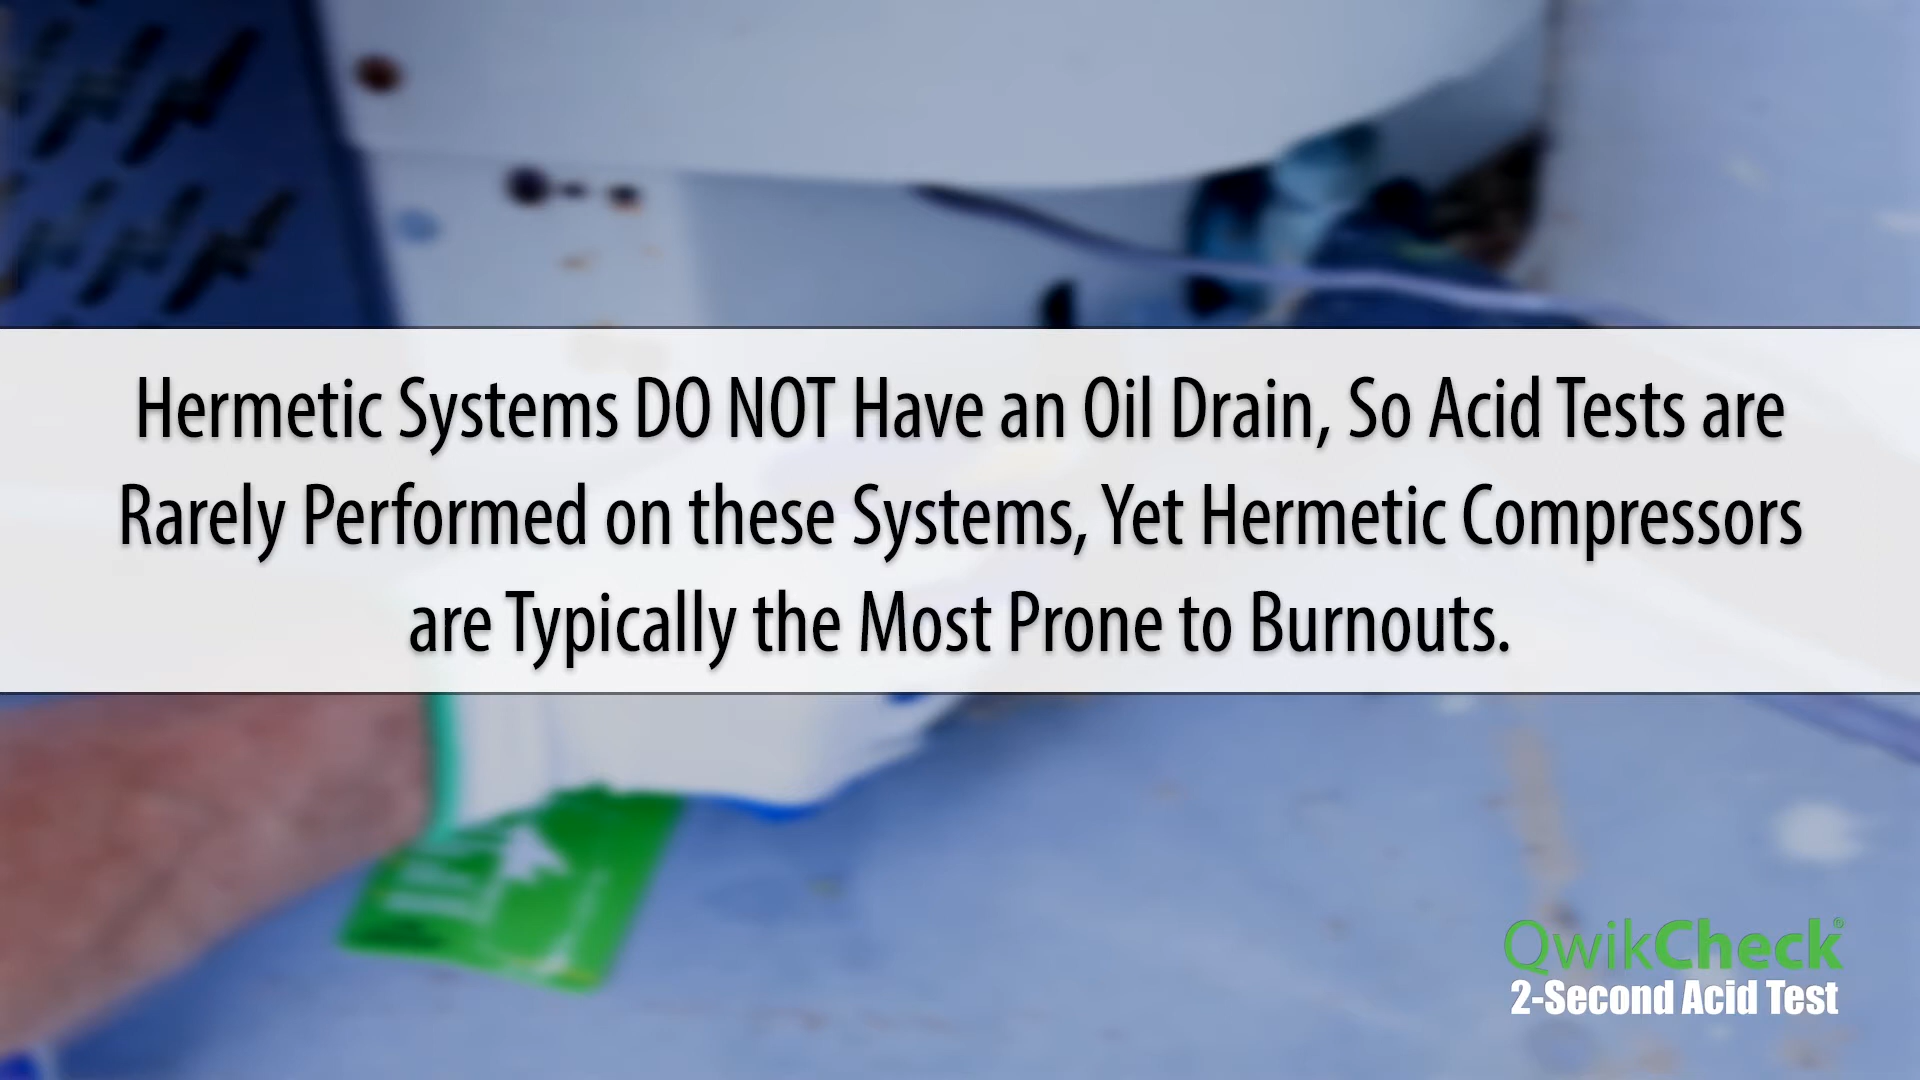 Hermetic Systems DO NOT Have an Oil Drain, So Acid Tests are
Rarely Performed on these Systems, Yet Hermetic Compressors
are Typically the Most Prone to Burnouts.
QwikCheck®
2-Second Acid Test